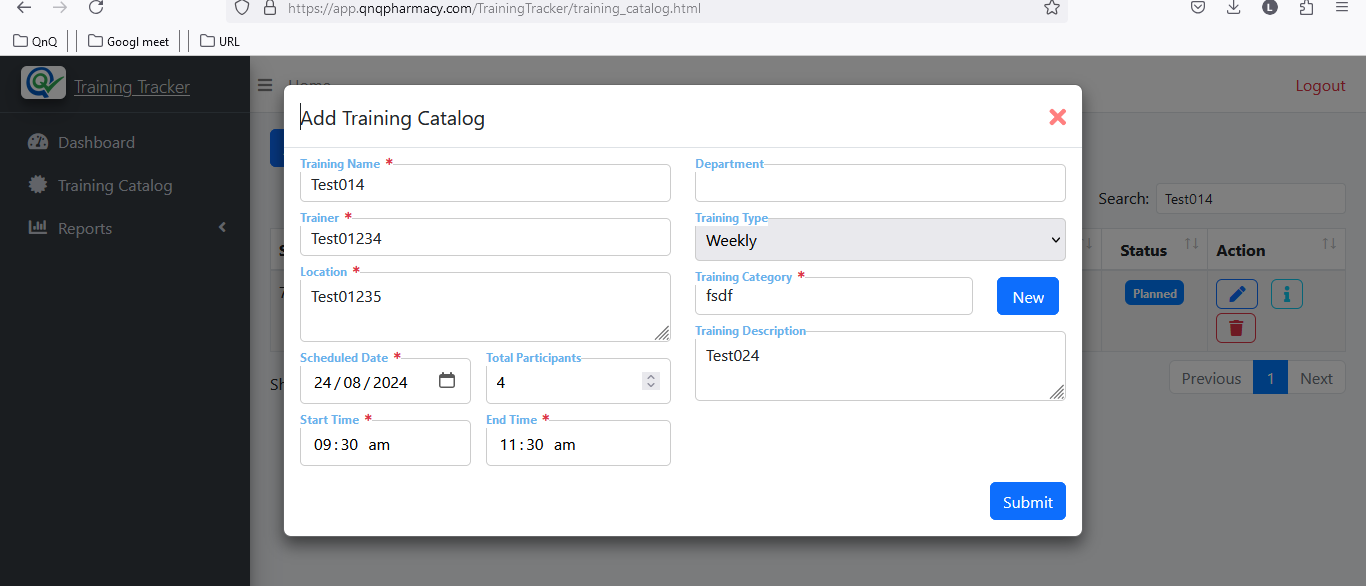 https://app.qnqpharmacy.com/TrainingTracker/training_catalog.html
L
QnQ
Googl meet
URL
Training Tracker
Home
Logout
Dashboard
Training Catalog
Reports
Add Training Catalog
Training Name *
Test014
Department
Trainer *
Test01234
Training Type
Weekly
Location *
Test01235
Training Category *
fsdf
New
Training Description
Test024
Scheduled Date *
24/08/2024
Total Participants
4
Start Time *
09:30 am
End Time *
11:30 am
Submit
Search: Test014
Status
Action
Planned
Previous 1 Next